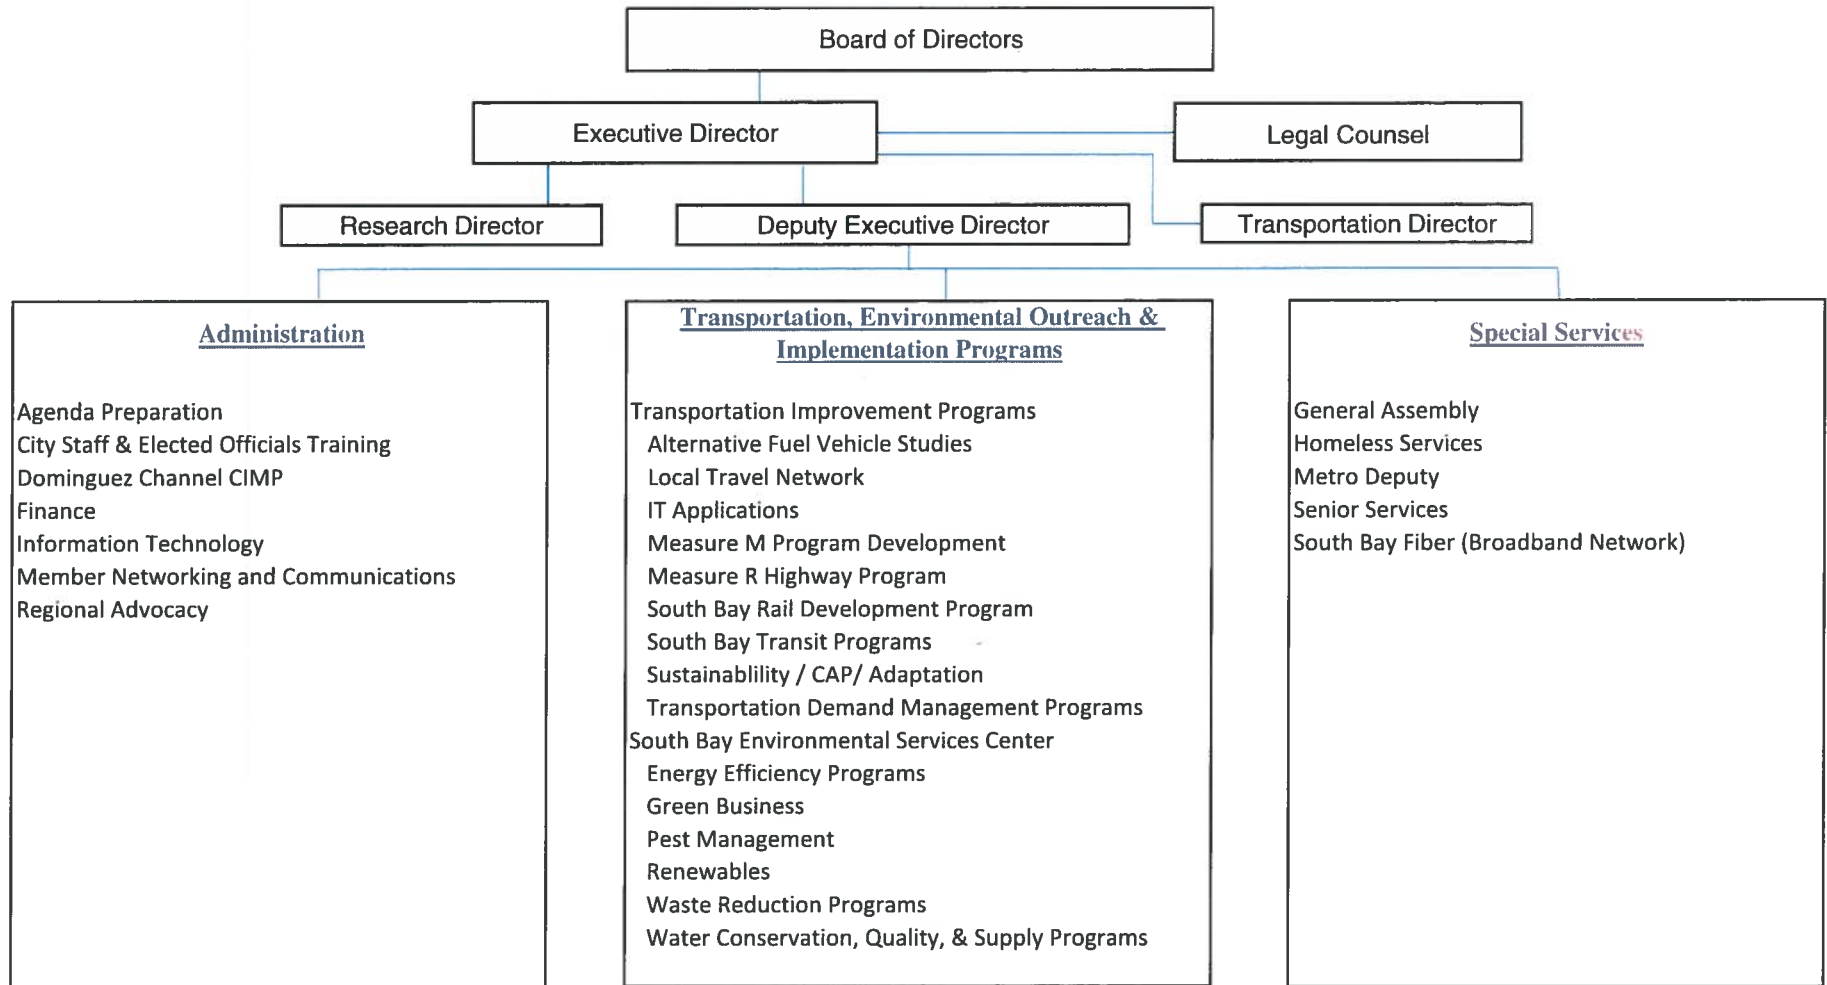 Board of Directors
Executive Director
Legal Counsel
Research Director
Deputy Executive Director
Transportation Director
Administration
Agenda Preparation
City Staff & Elected Officials Training
Dominguez Channel CIMP
Finance
Information Technology
Member Networking and Communications
Regional Advocacy
Transportation, Environmental Outreach &
Implementation Programs
Transportation Improvement Programs
Alternative Fuel Vehicle Studies
Local Travel Network
IT Applications
Measure M Program Development
Measure R Highway Program
South Bay Rail Development Program
South Bay Transit Programs
Sustainablility / CAP/ Adaptation
Transportation Demand Management Programs
South Bay Environmental Services Center
Energy Efficiency Programs
Green Business
Pest Management
Renewables
Waste Reduction Programs
Water Conservation, Quality, & Supply Programs
Special Services
General Assembly
Homeless Services
Metro Deputy
Senior Services
South Bay Fiber (Broadband Network)